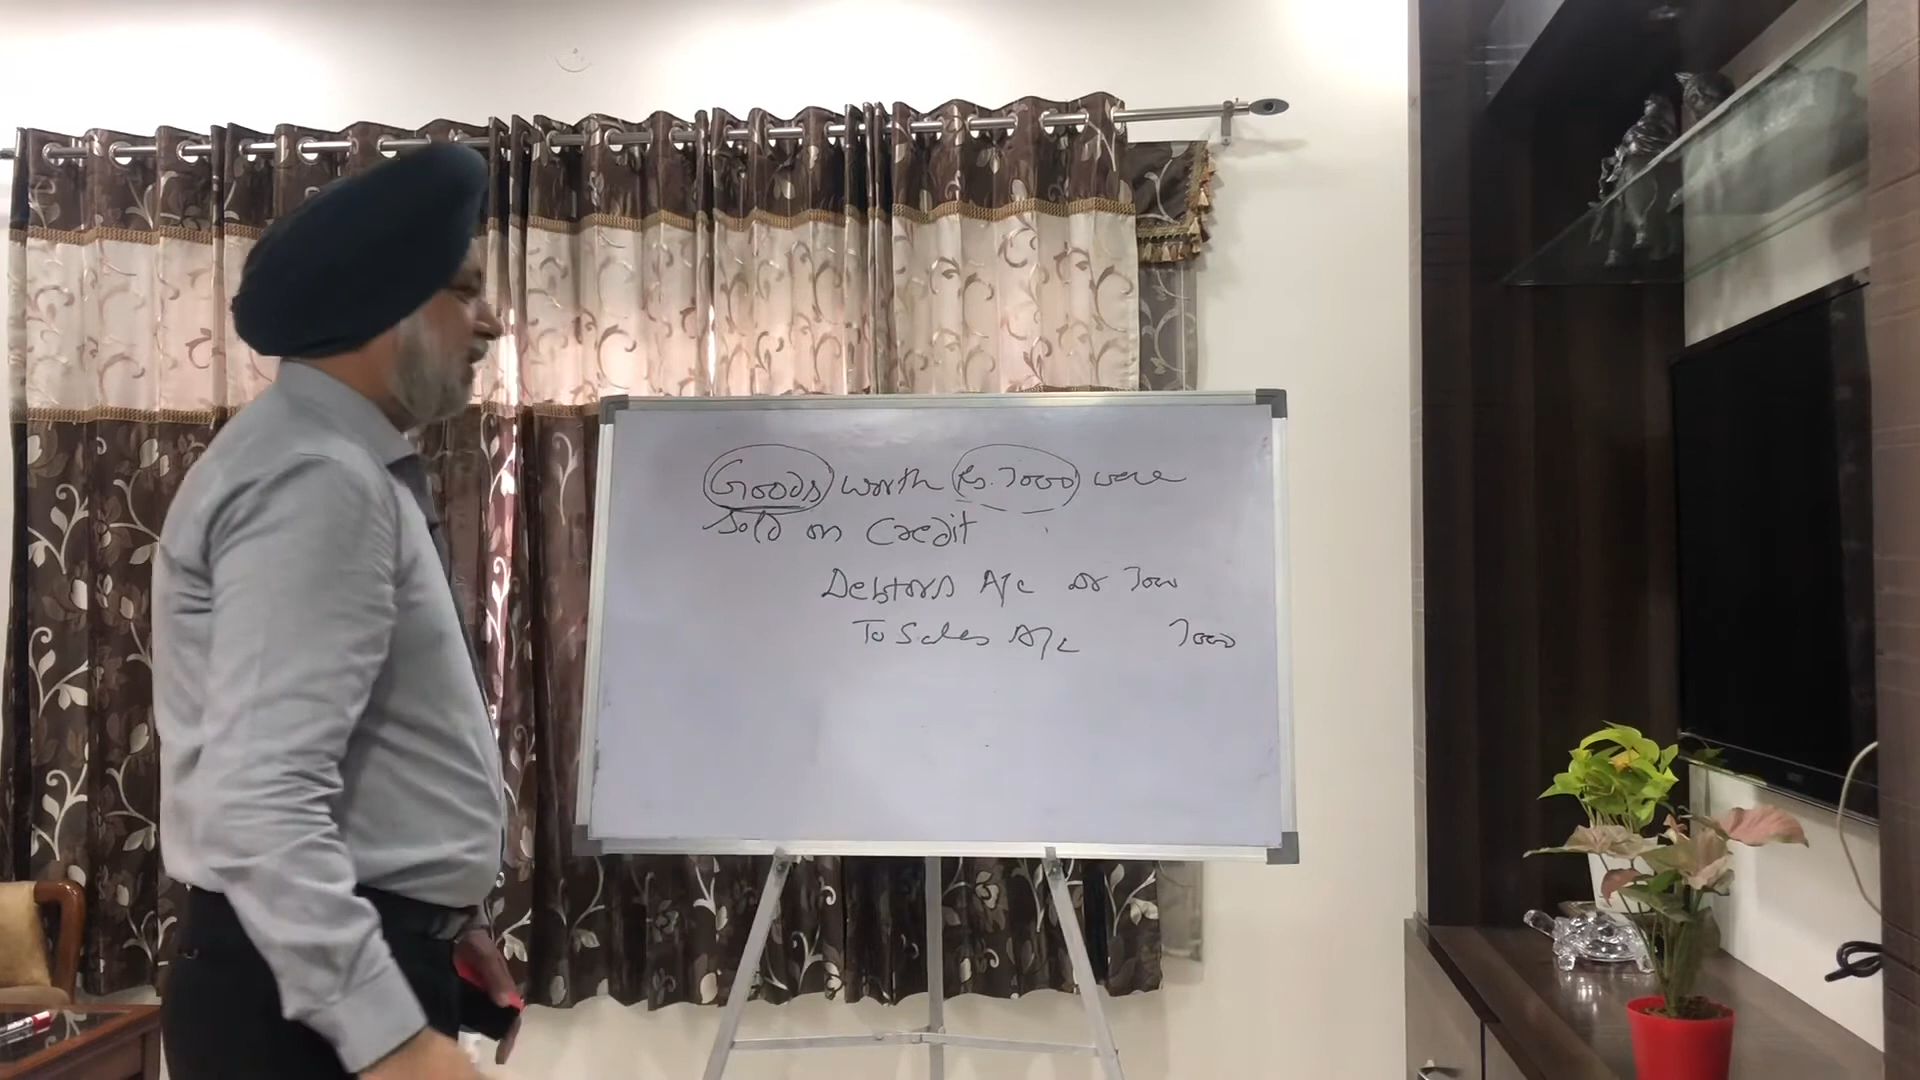 Goods worth Rs. 7000 were
sold on Credit
Debtors A/c Dr 7000
To Sales A/c 7000